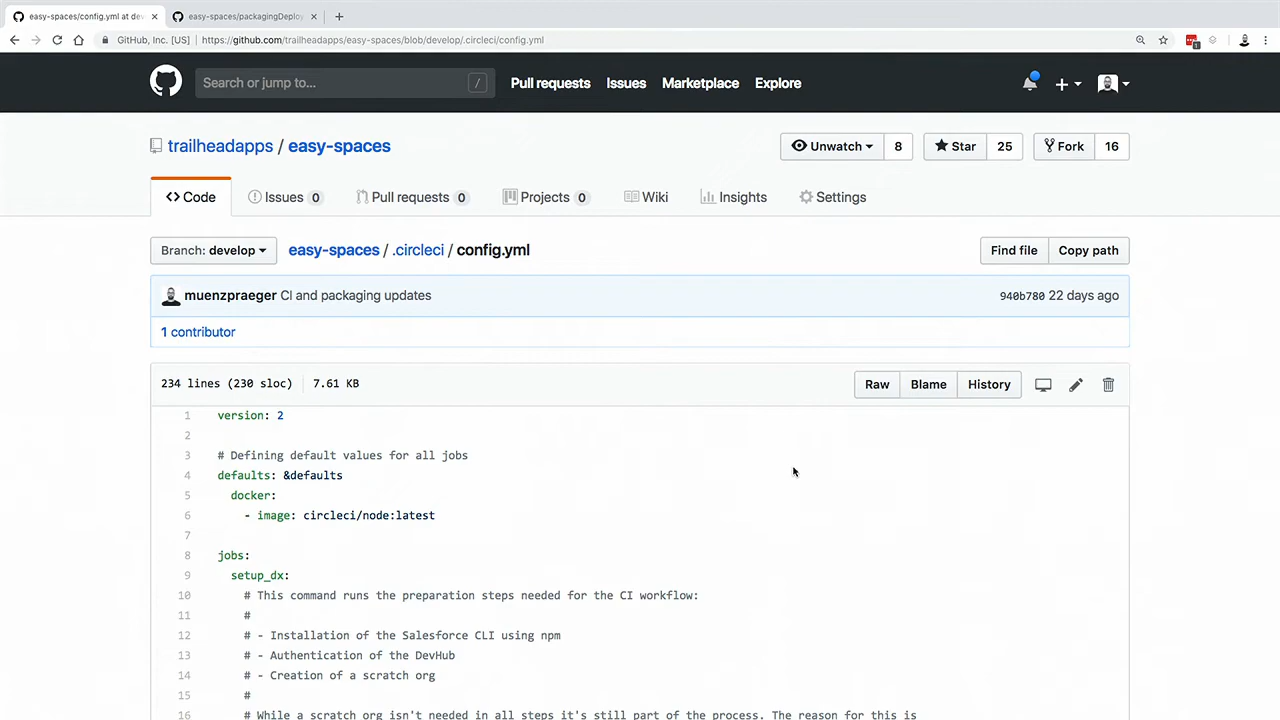 easy-spaces/config.yml at dev
easy-spaces/packagingDeploy
GitHub, Inc. [US] | https://github.com/trailheadapps/easy-spaces/blob/develop/.circleci/config.yml
1
Search or jump to... /
Pull requests Issues Marketplace Explore
trailheadapps / easy-spaces
Unwatch 8 Star 25 Fork 16
Code Issues 0 Pull requests 0 Projects 0 Wiki Insights Settings
Branch: develop easy-spaces / .circleci / config.yml Find file Copy path
muenzpraeger CI and packaging updates 940b780 22 days ago
1 contributor
234 lines (230 sloc) 7.61 KB Raw Blame History
1 version: 2
2
3 # Defining default values for all jobs
4 defaults: &defaults
5 docker:
6 - image: circleci/node:latest
7
8 jobs:
9 setup_dx:
10 # This command runs the preparation steps needed for the CI workflow:
11 #
12 # - Installation of the Salesforce CLI using npm
13 # - Authentication of the DevHub
14 # - Creation of a scratch org
15 #
16 # While a scratch org isn't needed in all steps it's still part of the process. The reason for this is